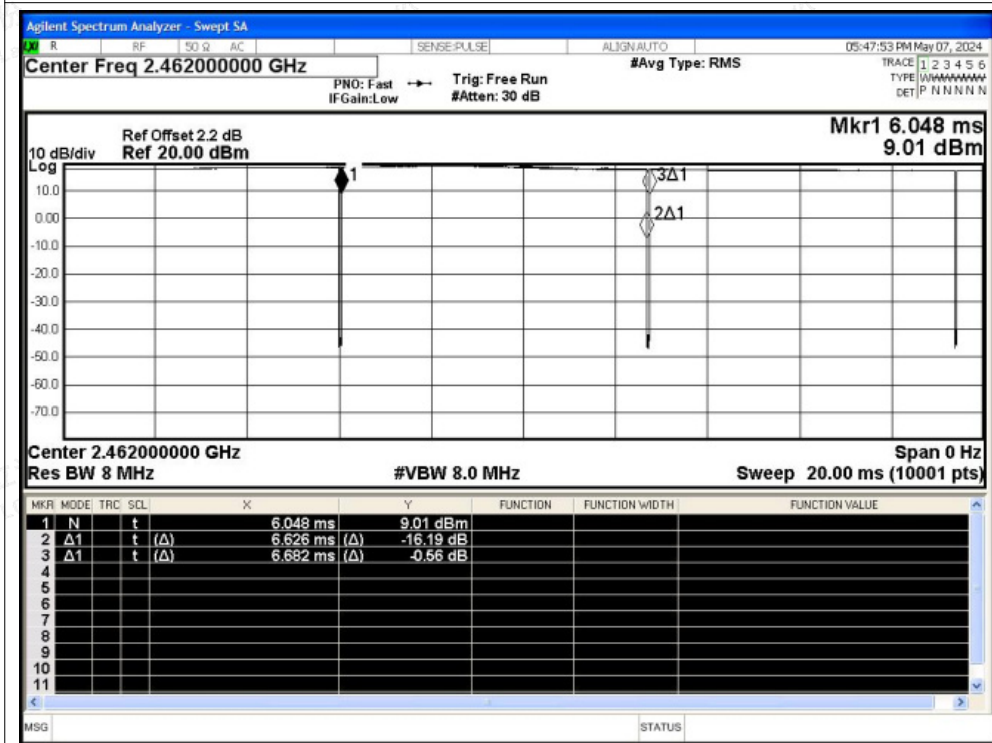 Agilent Spectrum Analyzer - Swept SA
LXI R RF 50 Ω AC SENSE:PULSE ALIGNAUTO 05:47:53 PM May 07, 2024
Center Freq 2.462000000 GHz #Avg Type: RMS TRACE 1 2 3 4 5 6
PNO: Fast Trig: Free Run TYPE WWWWWW
IFGain:Low #Atten: 30 dB DET P N N N N N
Mkr1 6.048 ms
Ref Offset 2.2 dB
10 dB/div Ref 20.00 dBm 9.01 dBm
Log
1 3Δ1
10.0
0.00 2Δ1
-10.0
-20.0
-30.0
-40.0
-50.0
-60.0
-70.0
Center 2.462000000 GHz Span 0 Hz
Res BW 8 MHz #VBW 8.0 MHz Sweep 20.00 ms (10001 pts)
MKR MODE TRC SCL X Y FUNCTION FUNCTION WIDTH FUNCTION VALUE
1 N t 6.048 ms 9.01 dBm
2 Δ1 t (Δ) 6.626 ms (Δ) -16.19 dB
3 Δ1 t (Δ) 6.682 ms (Δ) -0.56 dB
4
5
6
7
8
9
10
11
MSG STATUS